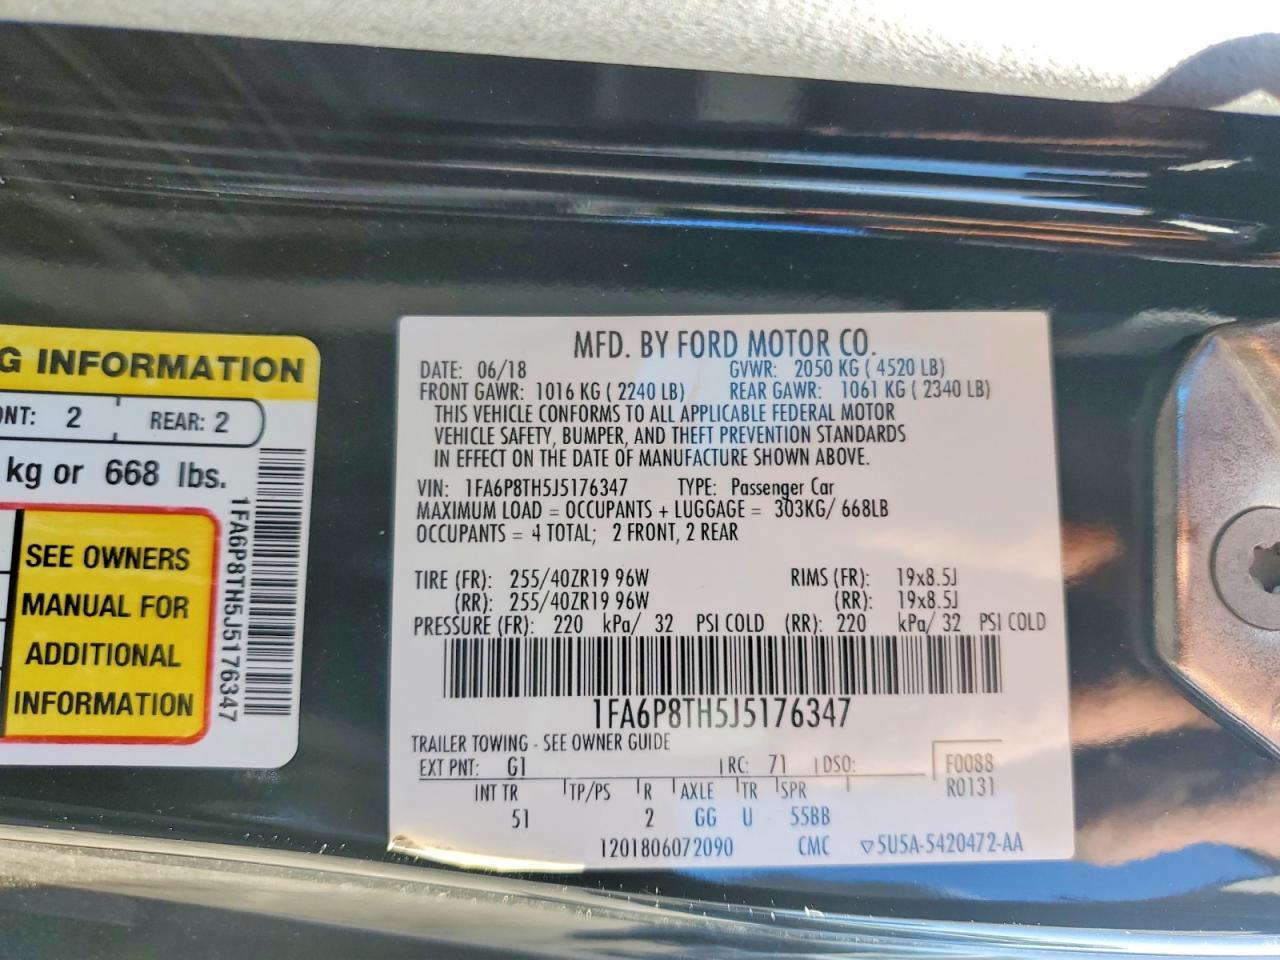 G INFORMATION
NT: 2 REAR: 2
kg or 668 lbs.
SEE OWNERS
MANUAL FOR
ADDITIONAL
INFORMATION
1FA6P8TH5J5176347
MFD. BY FORD MOTOR CO.
DATE: 06/18 GVWR: 2050 KG ( 4520 LB)
FRONT GAWR: 1016 KG ( 2240 LB) REAR GAWR: 1061 KG ( 2340 LB)
THIS VEHICLE CONFORMS TO ALL APPLICABLE FEDERAL MOTOR
VEHICLE SAFETY, BUMPER, AND THEFT PREVENTION STANDARDS
IN EFFECT ON THE DATE OF MANUFACTURE SHOWN ABOVE.
VIN: 1FA6P8TH5J5176347 TYPE: Passenger Car
MAXIMUM LOAD = OCCUPANTS + LUGGAGE = 303KG/ 668LB
OCCUPANTS = 4 TOTAL; 2 FRONT, 2 REAR
TIRE (FR): 255/40ZR19 96W RIMS (FR): 19x8.5J
(RR): 255/40ZR19 96W (RR): 19x8.5J
PRESSURE (FR): 220 kPa/ 32 PSI COLD (RR): 220 kPa/ 32 PSI COLD
1FA6P8TH5J5176347
TRAILER TOWING - SEE OWNER GUIDE
EXT PNT: G1 RC: 71 DSO: F0088
R0131
INT TR TP/PS R AXLE TR SPR
51 2 GG U 55BB
1201806072090 CMC ▽5U5A-5420472-AA